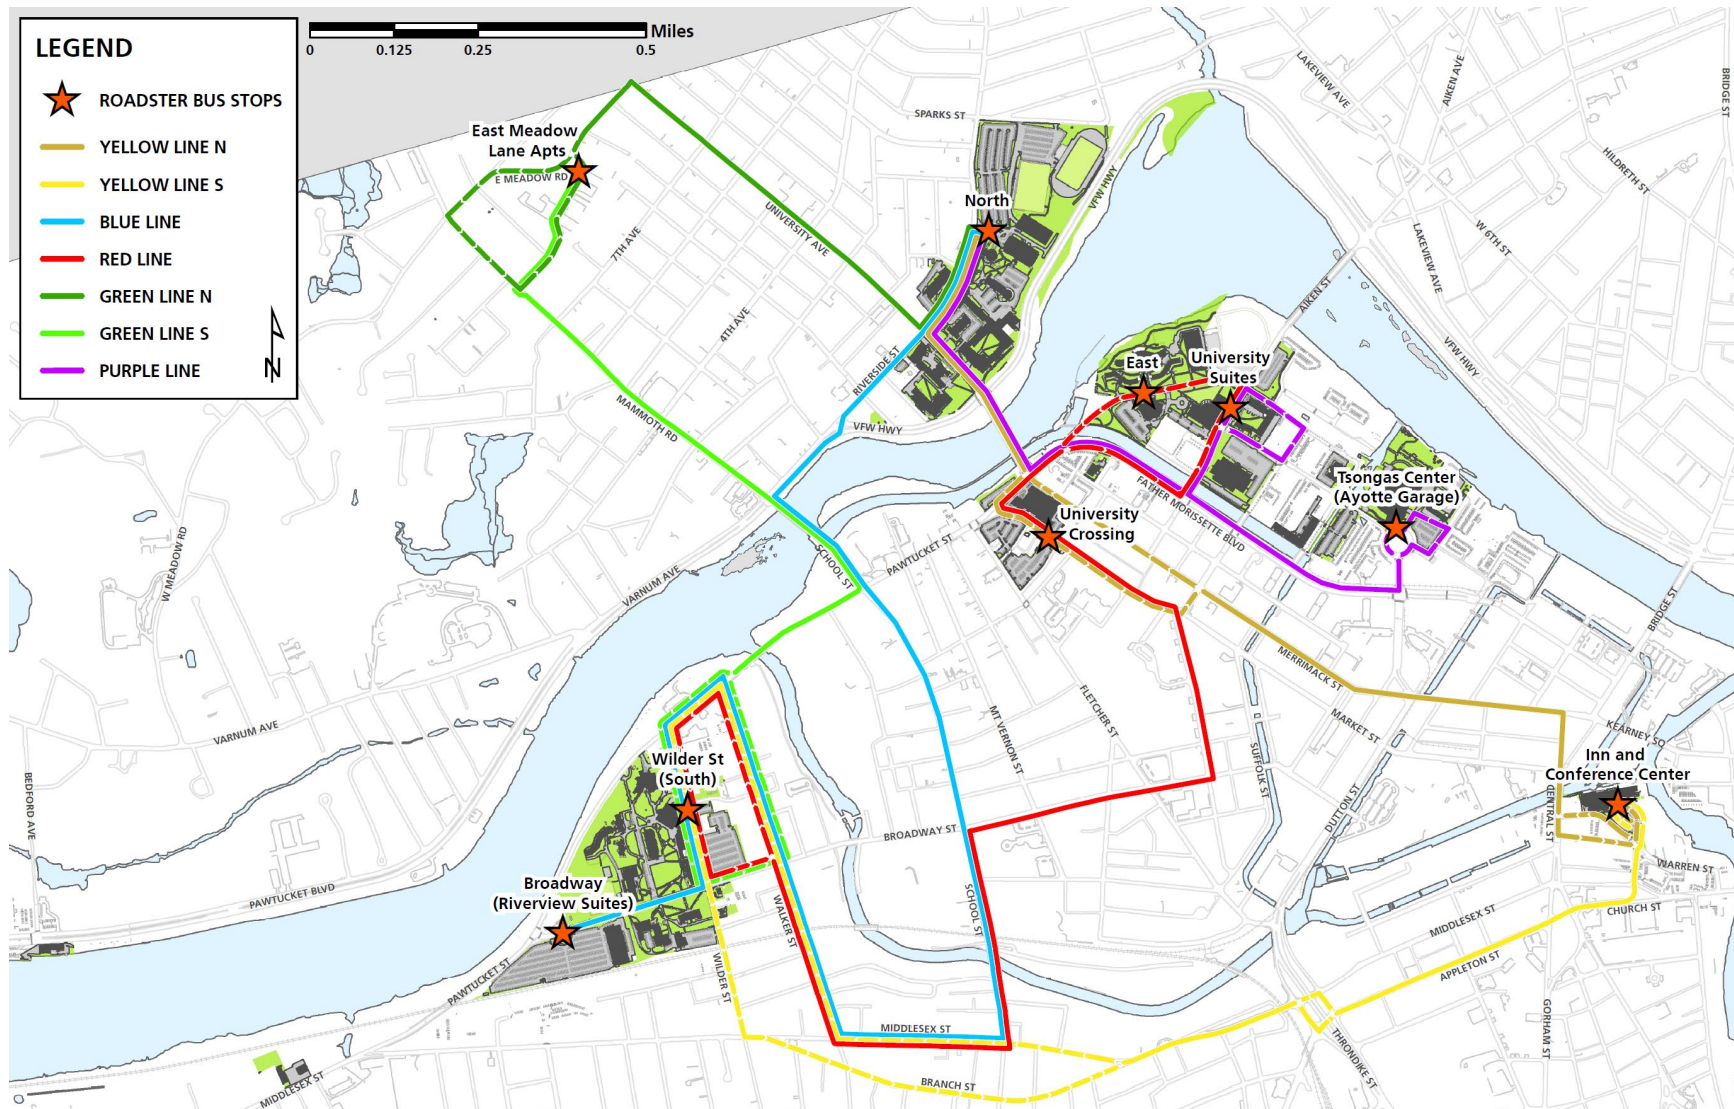 LEGEND
ROADSTER BUS STOPS
YELLOW LINE N
YELLOW LINE S
BLUE LINE
RED LINE
GREEN LINE N
GREEN LINE S
PURPLE LINE
N
Miles
0 0.125 0.25 0.5
East Meadow
Lane Apts
E MEADOW RD
SPARKS ST
North
UNIVERSITY AVE
7TH AVE
4TH AVE
RIVERSIDE ST
MAMMOTH RD
VFW HWY
VFW HWY
LAKEVIEW AVE
AIKEN AVE
BRIDGE ST
HILDRETH ST
W 6TH ST
LAKEVIEW AVE
AIKEN ST
VFW HWY
East
University
Suites
Tsongas Center
(Ayotte Garage)
University
Crossing
FATHER MORISSETTE BLVD
PAWTUCKET ST
SCHOOL ST
W MEADOW RD
VARNUM AVE
BRIDGE ST
MERRIMACK ST
MARKET ST
FLETCHER ST
MT VERNON ST
SUFFOLK ST
DUTTON ST
KEARNEY SQ
Inn and
Conference Center
CENTRAL ST
WARREN ST
CHURCH ST
VARNUM AVE
BEDFORD AVE
PAWTUCKET BLVD
Wilder St
(South)
BROADWAY ST
Broadway
(Riverview Suites)
WALKER ST
SCHOOL ST
WILDER ST
PAWTUCKET ST
MIDDLESEX ST
APPLETON ST
MIDDLESEX ST
BRANCH ST
THRONDIKE ST
GORHAM ST
MIDDLESEX ST